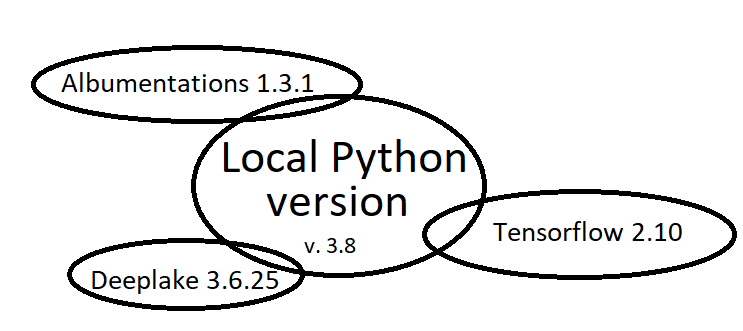 Albumentations 1.3.1
Local Python
version
v. 3.8
Tensorflow 2.10
Deeplake 3.6.25